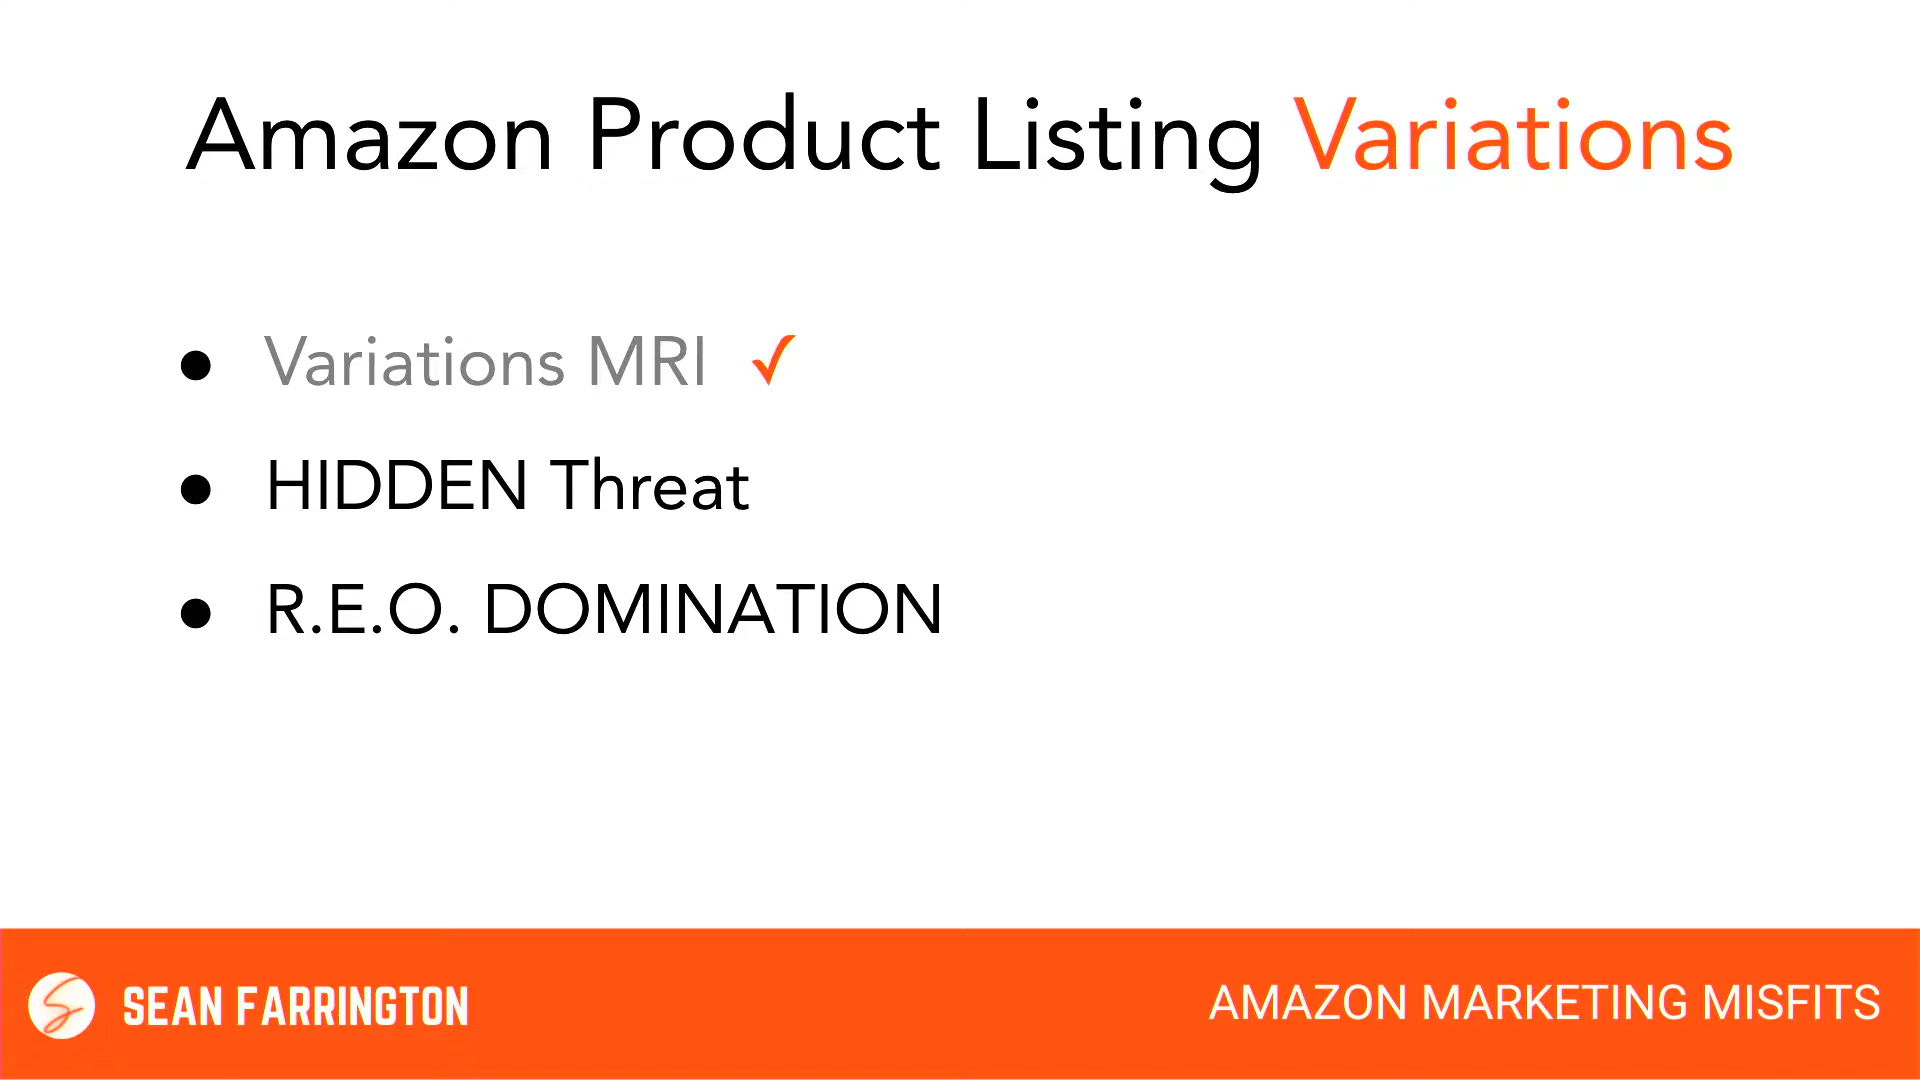 Amazon Product Listing Variations
● Variations MRI ✓
● HIDDEN Threat
● R.E.O. DOMINATION
SEAN FARRINGTON
AMAZON MARKETING MISFITS